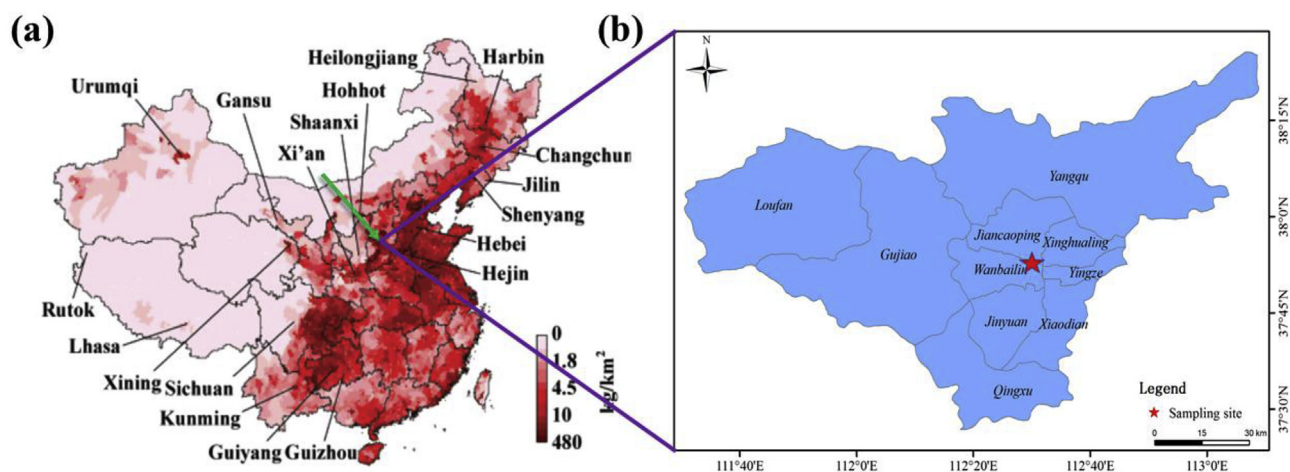 (a)
Heilongjiang
Harbin
Urumqi
Hohhot
Gansu
Shaanxi
Xi'an
Changchun
Jilin
Shenyang
Hebei
Hejin
Rutok
Lhasa
Xining
Sichuan
Kunming
Guiyang
Guizhou
0
1.8
4.5
10
480
kg/km²
(b)
N
38°15'N
38°0'N
37°45'N
37°30'N
Yangqu
Loufan
Jiancaoping
Xinghualing
Gujiao
Wanbailin
Yingze
Jinyuan
Xiaodian
Qingxu
Legend
Sampling site
0 15 30 km
111°40'E
112°0'E
112°20'E
112°40'E
113°0'E